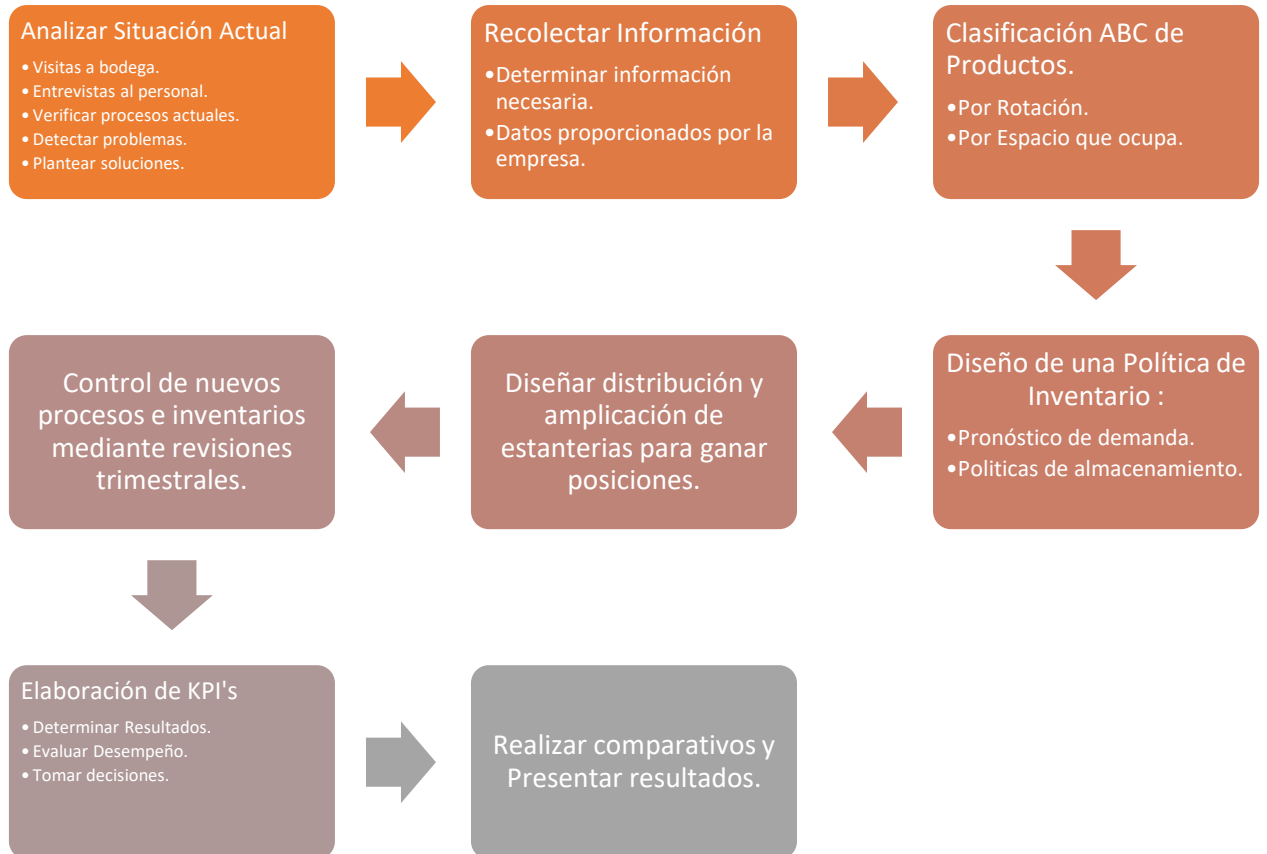 Analizar Situación Actual
• Visitas a bodega.
• Entrevistas al personal.
• Verificar procesos actuales.
• Detectar problemas.
• Plantear soluciones.
Recolectar Información
•Determinar información
necesaria.
•Datos proporcionados por la
empresa.
Clasificación ABC de
Productos.
•Por Rotación.
•Por Espacio que ocupa.
Diseño de una Política de
Inventario :
•Pronóstico de demanda.
•Politicas de almacenamiento.
Diseñar distribución y
amplicación de
estanterias para ganar
posiciones.
Control de nuevos
procesos e inventarios
mediante revisiones
trimestrales.
Elaboración de KPI's
• Determinar Resultados.
• Evaluar Desempeño.
• Tomar decisiones.
Realizar comparativos y
Presentar resultados.